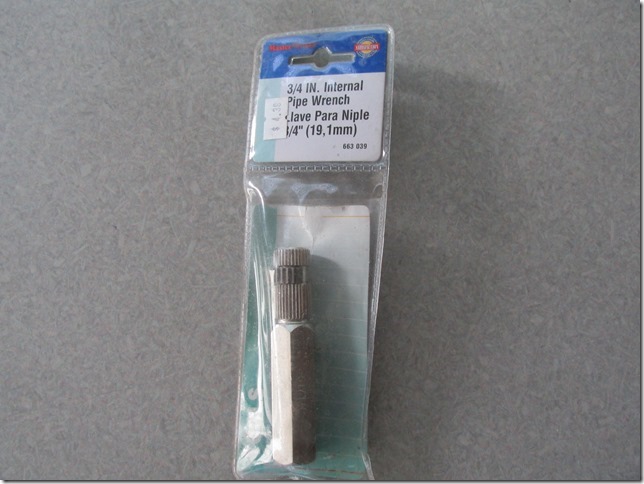 3/4 IN. Internal
Pipe Wrench
Llave Para Niple
3/4" (19,1mm)
663 039